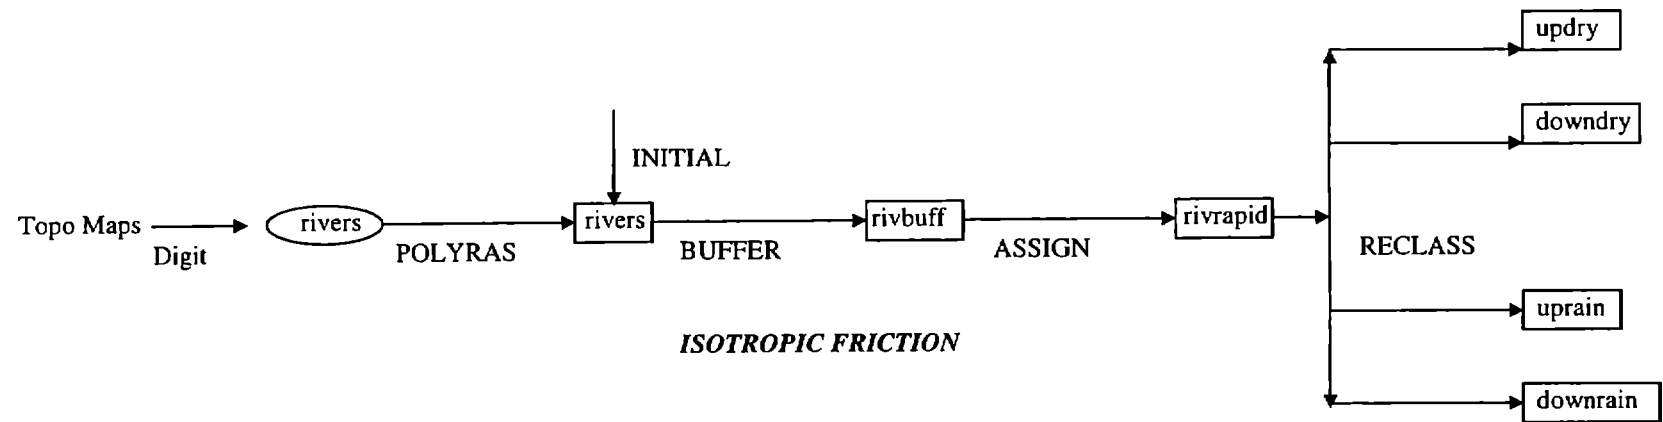 updry
downdry
INITIAL
Topo Maps
Digit
rivers
POLYRAS
rivers
BUFFER
rivbuff
ASSIGN
rivrapid
RECLASS
uprain
ISOTROPIC FRICTION
downrain